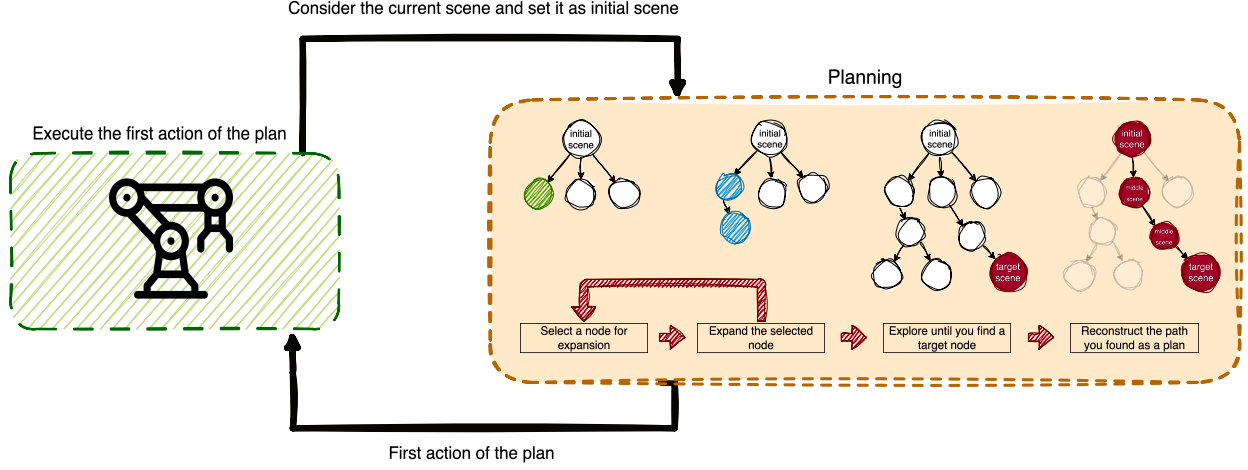 Consider the current scene and set it as initial scene
Planning
Execute the first action of the plan
initial
scene
initial
scene
initial
scene
initial
scene
middle
scene
middle
scene
target
scene
target
scene
Select a node for
expansion
Expand the selected
node
Explore until you find a
target node
Reconstruct the path
you found as a plan
First action of the plan